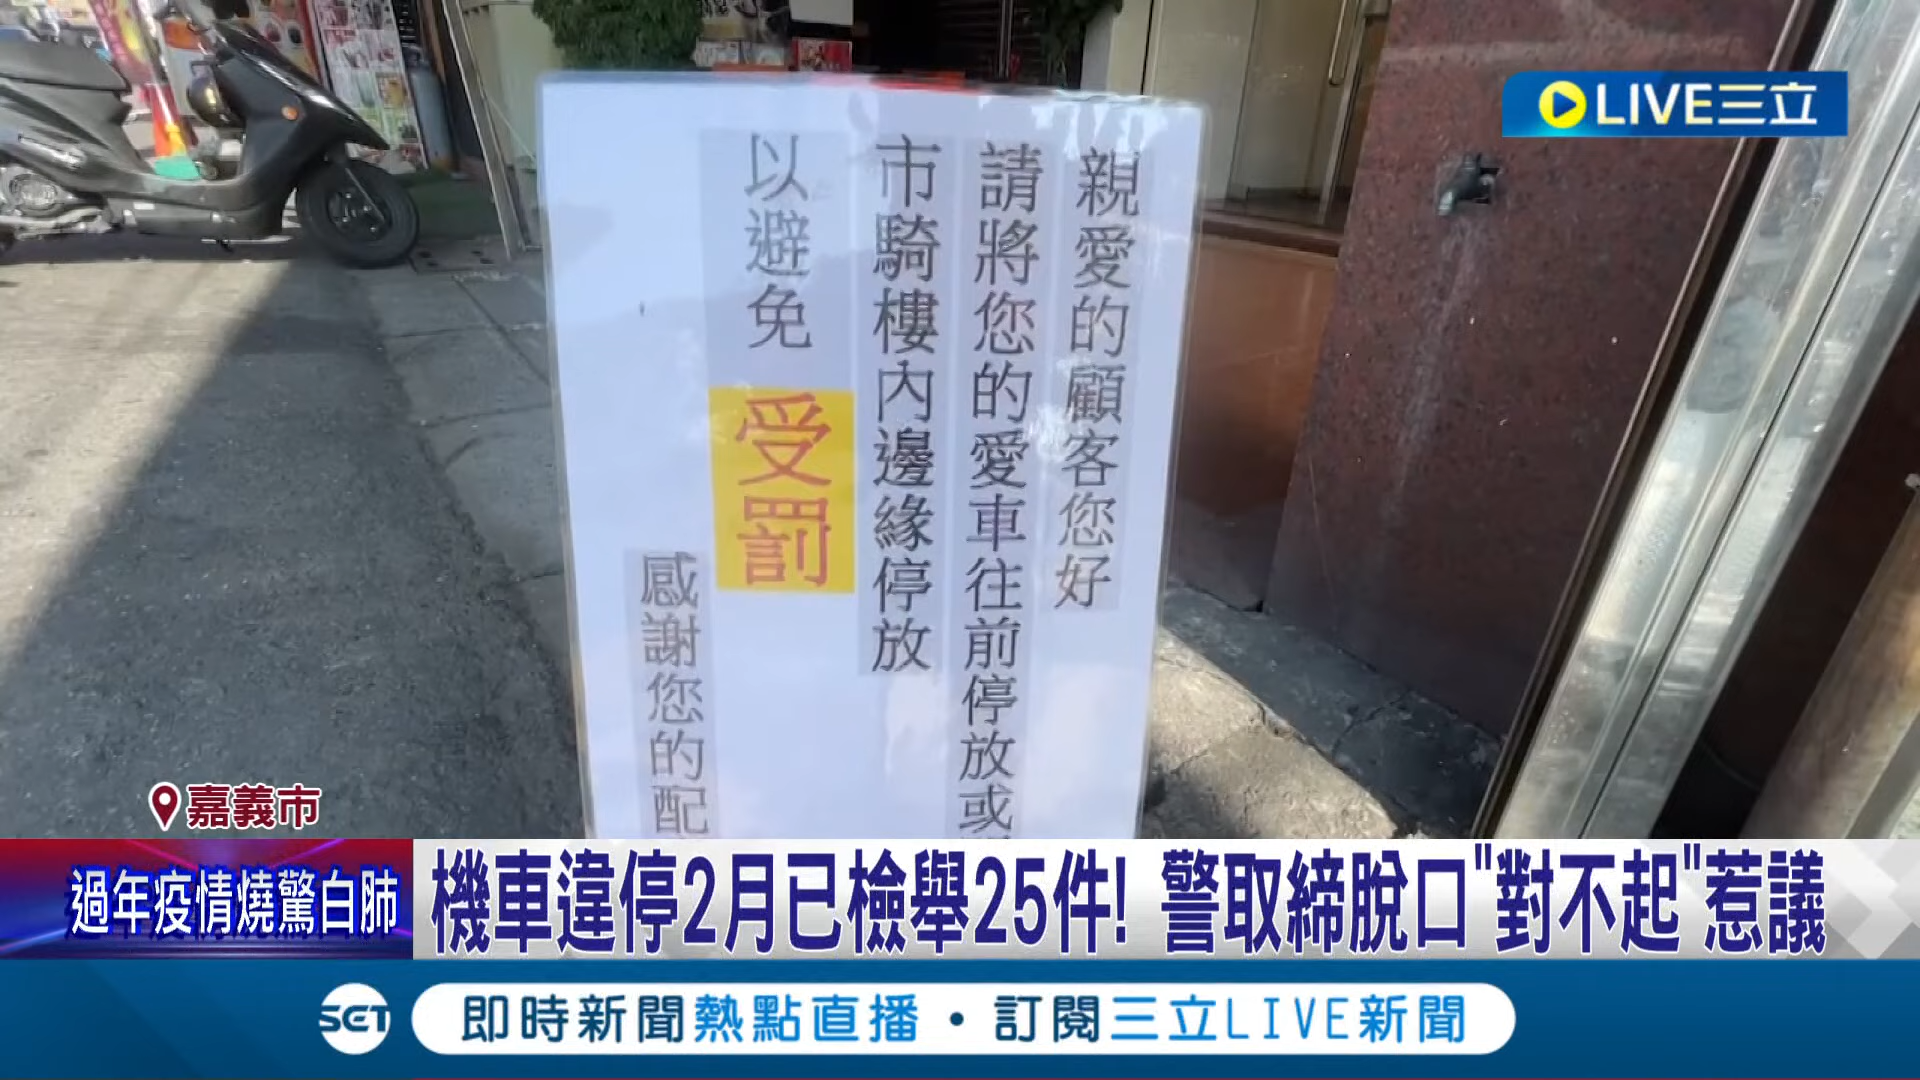 LIVE三立
親愛的顧客您好
請將您的愛車往前停放或
市騎樓內邊緣停放
以避免 受罰
感謝您的配
嘉義市
過年疫情燒驚白肺
機車違停2月已檢舉25件! 警取締脫口"對不起"惹議
SET
即時新聞熱點直播・訂閱三立LIVE新聞